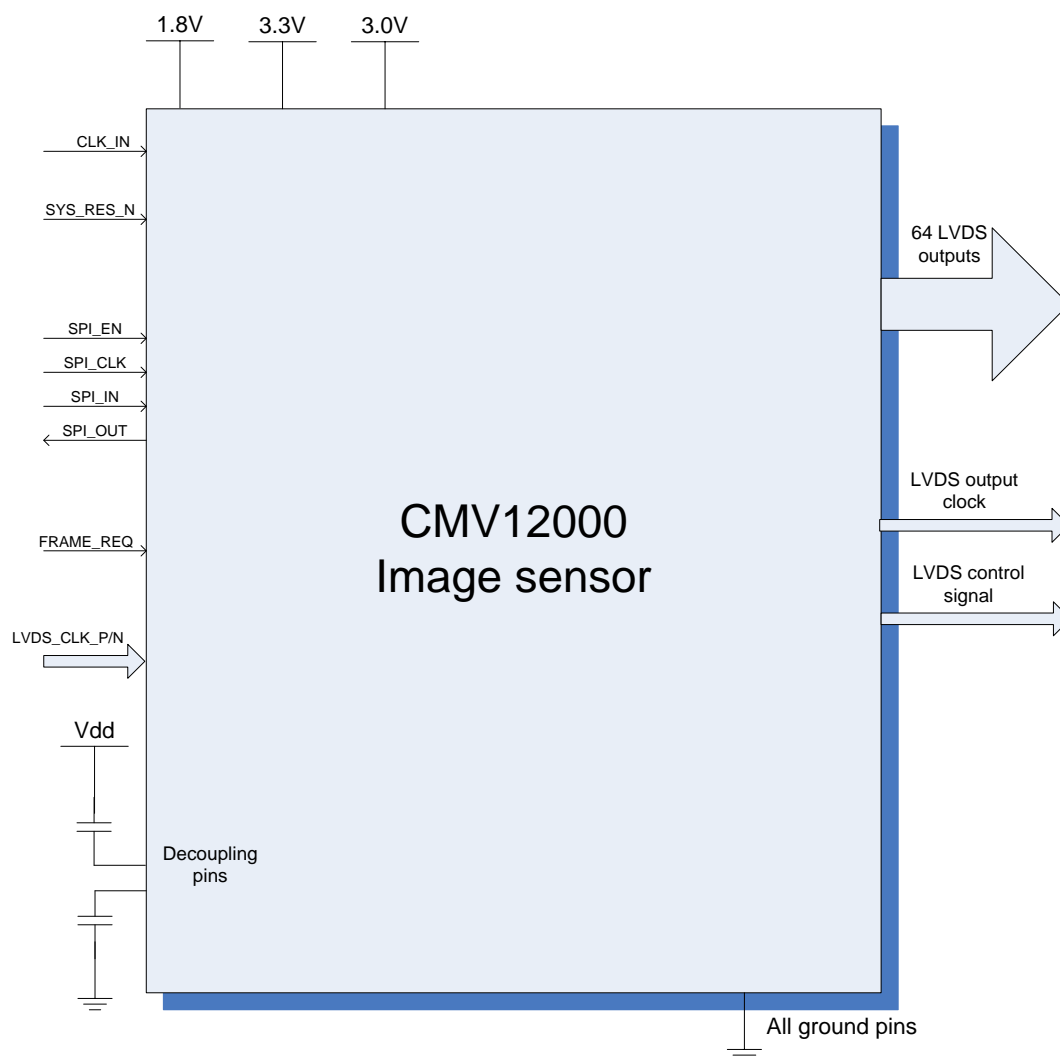 1.8V
3.3V
3.0V
CLK_IN
SYS_RES_N
64 LVDS
outputs
SPI_EN
SPI_CLK
SPI_IN
SPI_OUT
LVDS output
clock
CMV12000
Image sensor
FRAME_REQ
LVDS control
signal
LVDS_CLK_P/N
Vdd
Decoupling
pins
All ground pins